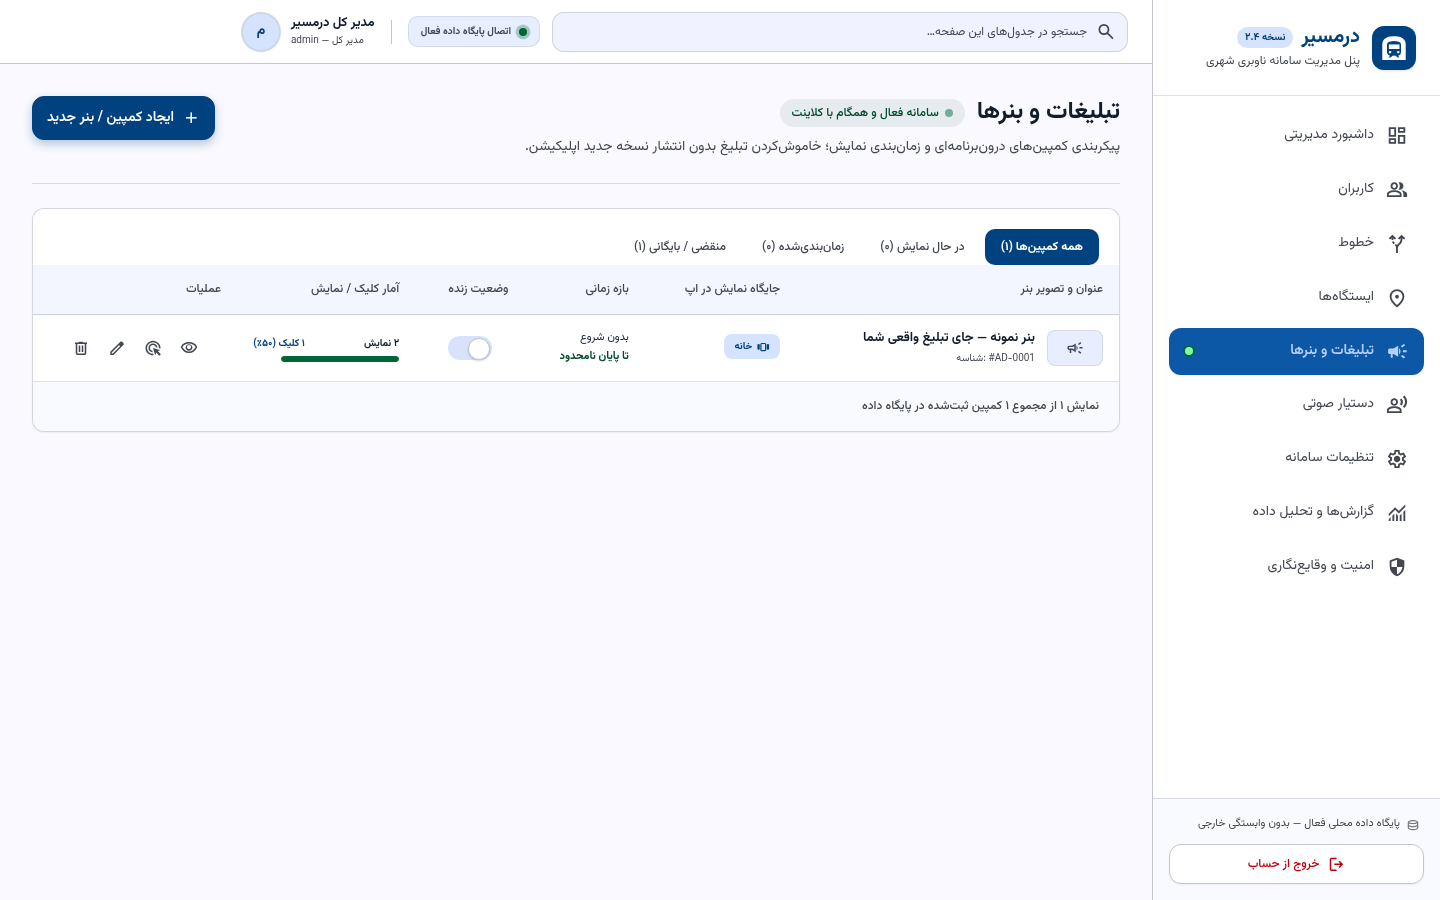 درمسیر
نسخه ۲.۴
پنل مدیریت سامانه ناوبری شهری
داشبورد مدیریتی
کاربران
خطوط
ایستگاه‌ها
تبلیغات و بنرها
دستیار صوتی
تنظیمات سامانه
گزارش‌ها و تحلیل داده
امنیت و وقایع‌نگاری
پایگاه داده محلی فعال — بدون وابستگی خارجی
خروج از حساب
جستجو در جدول‌های این صفحه...
اتصال پایگاه داده فعال
مدیر کل درمسیر
مدیر کل — admin
م
تبلیغات و بنرها
سامانه فعال و همگام با کلاینت
پیکربندی کمپین‌های درون‌برنامه‌ای و زمان‌بندی نمایش؛ خاموش‌کردن تبلیغ بدون انتشار نسخه جدید اپلیکیشن.
ایجاد کمپین / بنر جدید
همه کمپین‌ها (۱)
در حال نمایش (۰)
زمان‌بندی‌شده (۰)
منقضی / بایگانی (۱)
عنوان و تصویر بنر
جایگاه نمایش در اپ
بازه زمانی
وضعیت زنده
آمار کلیک / نمایش
عملیات
بنر نمونه — جای تبلیغ واقعی شما
شناسه: #AD-0001
خانه
بدون شروع
تا پایان نامحدود
۲ نمایش
۱ کلیک (۵۰٪)
نمایش ۱ از مجموع ۱ کمپین ثبت‌شده در پایگاه داده